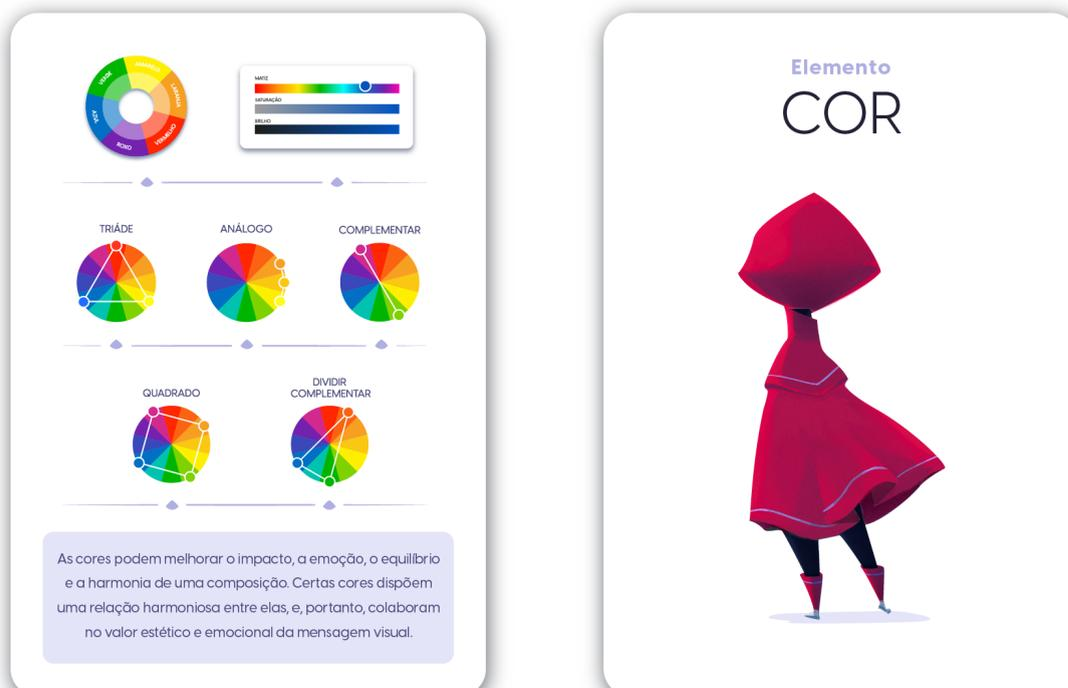 AMARELO
VERDE
LARANJA
AZUL
VERMELHO
ROXO
MATIZ
SATURAÇÃO
BRILHO
TRIÁDE
ANÁLOGO
COMPLEMENTAR
QUADRADO
DIVIDIR
COMPLEMENTAR
As cores podem melhorar o impacto, a emoção, o equilíbrio
e a harmonia de uma composição. Certas cores dispõem
uma relação harmoniosa entre elas, e, portanto, colaboram
no valor estético e emocional da mensagem visual.
Elemento
COR